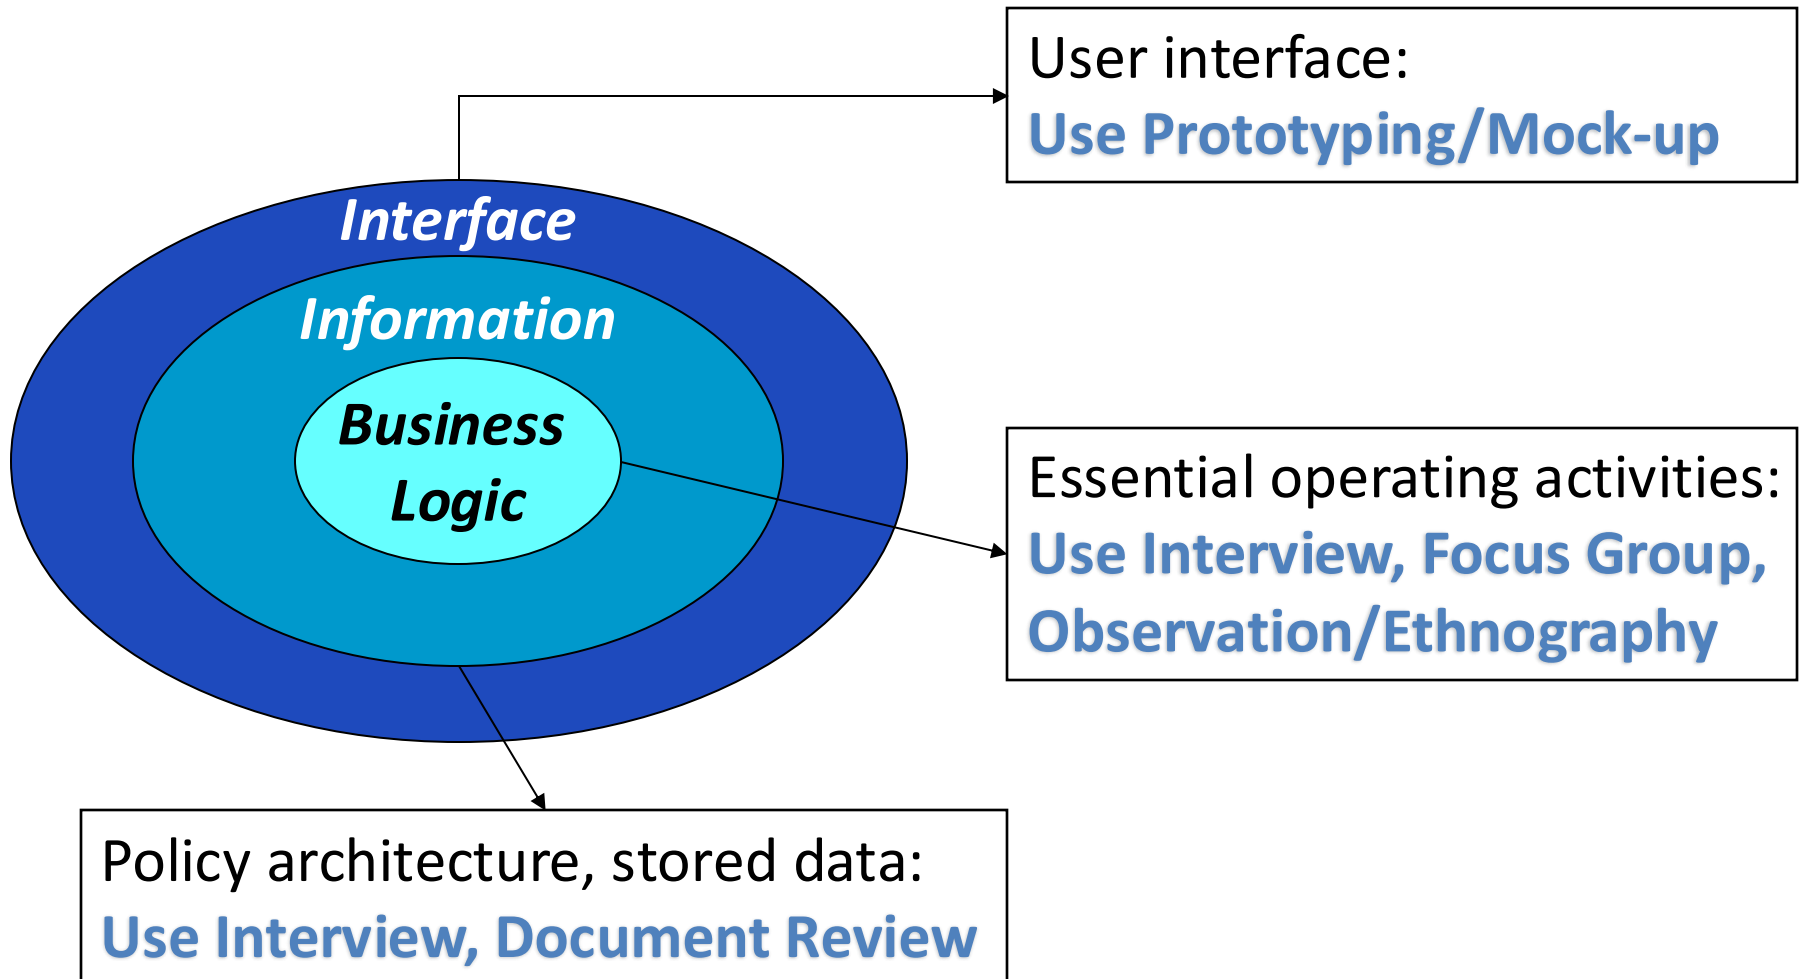 User interface:
Use Prototyping/Mock-up
Interface
Information
Business
Logic
Essential operating activities:
Use Interview, Focus Group,
Observation/Ethnography
Policy architecture, stored data:
Use Interview, Document Review